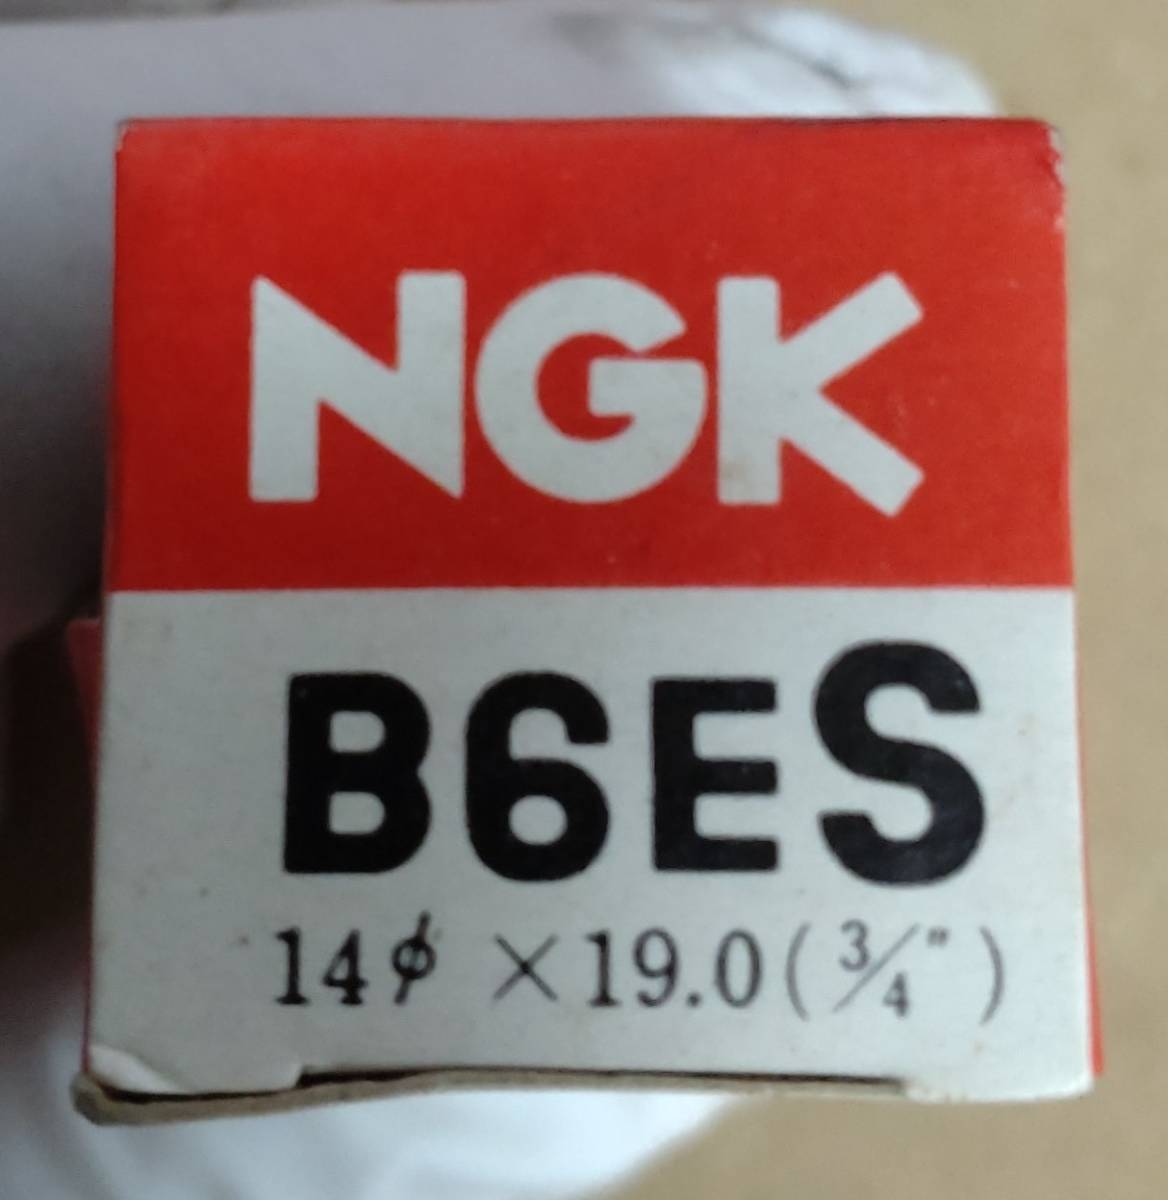 NGK
B6ES
14φ ×19.0(3/4")